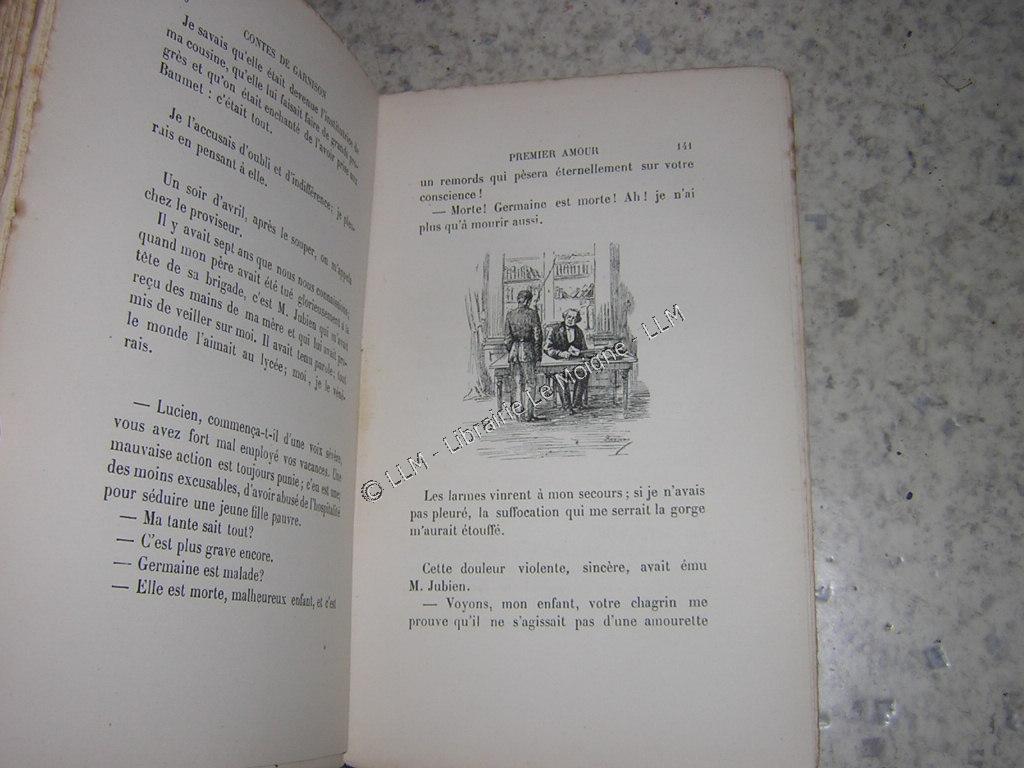 CONTES DE GARNISON
Je savais qu'elle était devenue l'institutrice de
ma cousine, qu'elle lui faisait faire de grands pro-
grès et qu'on était enchanté de l'avoir prise aux
Baumet : c'était tout.
Je l'accusais d'oubli et d'indifférence ; je pleu-
rais en pensant à elle.
Un soir d'avril, après le souper, on m'appela
chez le proviseur.
Il y avait sept ans que nous nous connaissions ;
quand mon père avait été tué glorieusement à la
tête de sa brigade, c'est M. Jubien qui m'avait
reçu des mains de ma mère et qui lui avait pro-
mis de veiller sur moi. Il avait tenu parole ; tout
le monde l'aimait au lycée ; moi, je le véné-
rais.
— Lucien, commença-t-il d'une voix sévère,
vous avez fort mal employé vos vacances. Une
mauvaise action est toujours punie ; c'en est une,
des moins excusables, d'avoir abusé de l'hospitalité
pour séduire une jeune fille pauvre.
— Ma tante sait tout?
— C'est plus grave encore.
— Germaine est malade?
— Elle est morte, malheureux enfant, et c'est
PREMIER AMOUR 141
un remords qui pèsera éternellement sur votre
conscience !
— Morte! Germaine est morte! Ah! je n'ai
plus qu'à mourir aussi.
© LLM - Librairie Le Moigne - LLM
Les larmes vinrent à mon secours ; si je n'avais
pas pleuré, la suffocation qui me serrait la gorge
m'aurait étouffé.
Cette douleur violente, sincère, avait ému
M. Jubien.
— Voyons, mon enfant, votre chagrin me
prouve qu'il ne s'agissait pas d'une amourette